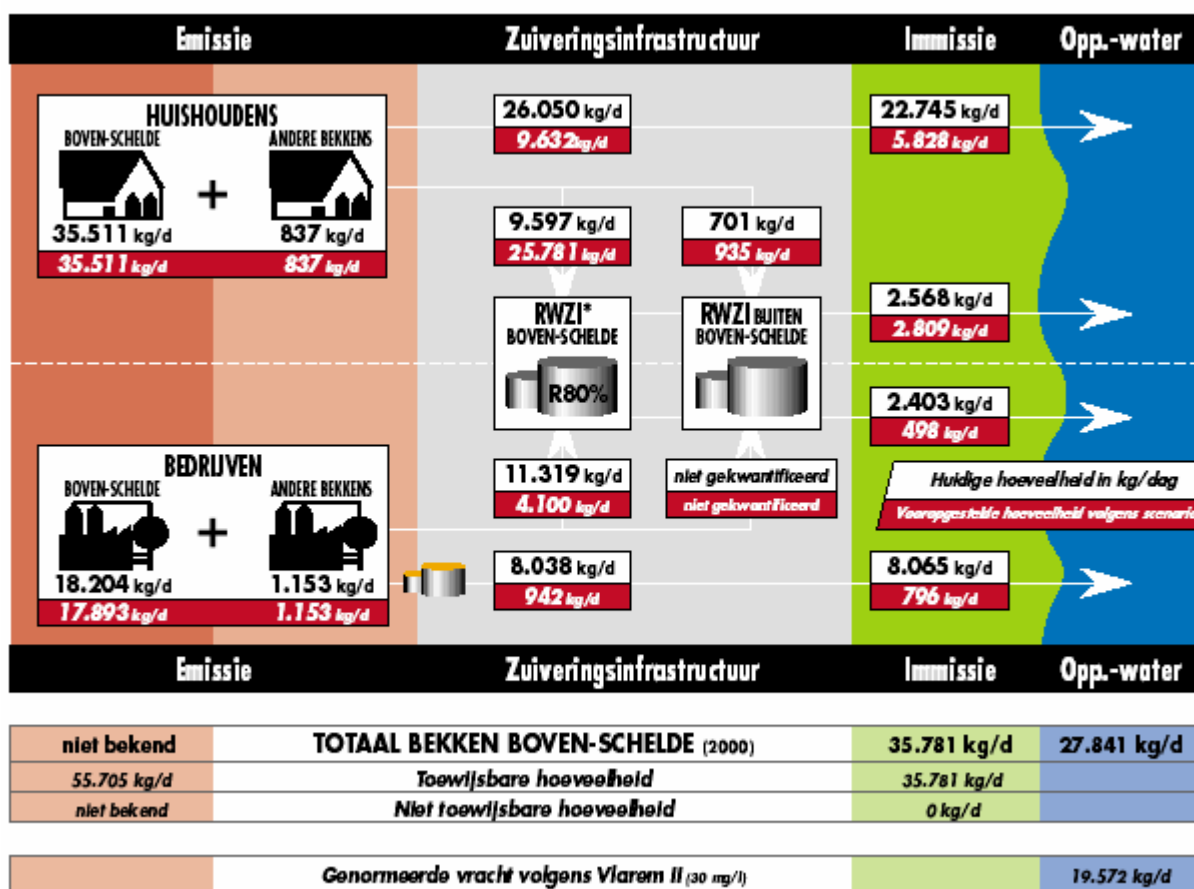 Emissie Zuiveringsinfrastructuur Immissie Opp.-water
HUISHOUDENS
BOVEN-SCHELDE ANDERE BEKKENS
+
35.511 kg/d 837 kg/d
35.511 kg/d 837 kg/d
26.050 kg/d
9.632 kg/d
22.745 kg/d
5.828 kg/d
9.597 kg/d
25.781 kg/d
701 kg/d
935 kg/d
RWZI*
BOVEN-SCHELDE
R80%
RWZI BUITEN
BOVEN-SCHELDE
2.568 kg/d
2.809 kg/d
2.403 kg/d
498 kg/d
BEDRIJVEN
BOVEN-SCHELDE ANDERE BEKKENS
+
18.204 kg/d 1.153 kg/d
17.893 kg/d 1.153 kg/d
11.319 kg/d
4.100 kg/d
niet gekwantificeerd
niet gekwantificeerd
Huidige hoeveelheid in kg/dag
Vooropgestelde hoeveelheid volgens scenario
8.038 kg/d
942 kg/d
8.065 kg/d
796 kg/d
Emissie Zuiveringsinfrastructuur Immissie Opp.-water
niet bekend TOTAAL BEKKEN BOVEN-SCHELDE (2000) 35.781 kg/d 27.841 kg/d
55.705 kg/d Toewijsbare hoeveelheid 35.781 kg/d
niet bekend Niet toewijsbare hoeveelheid 0 kg/d
Genormeerde vracht volgens Vlarem II (30 mg/l) 19.572 kg/d